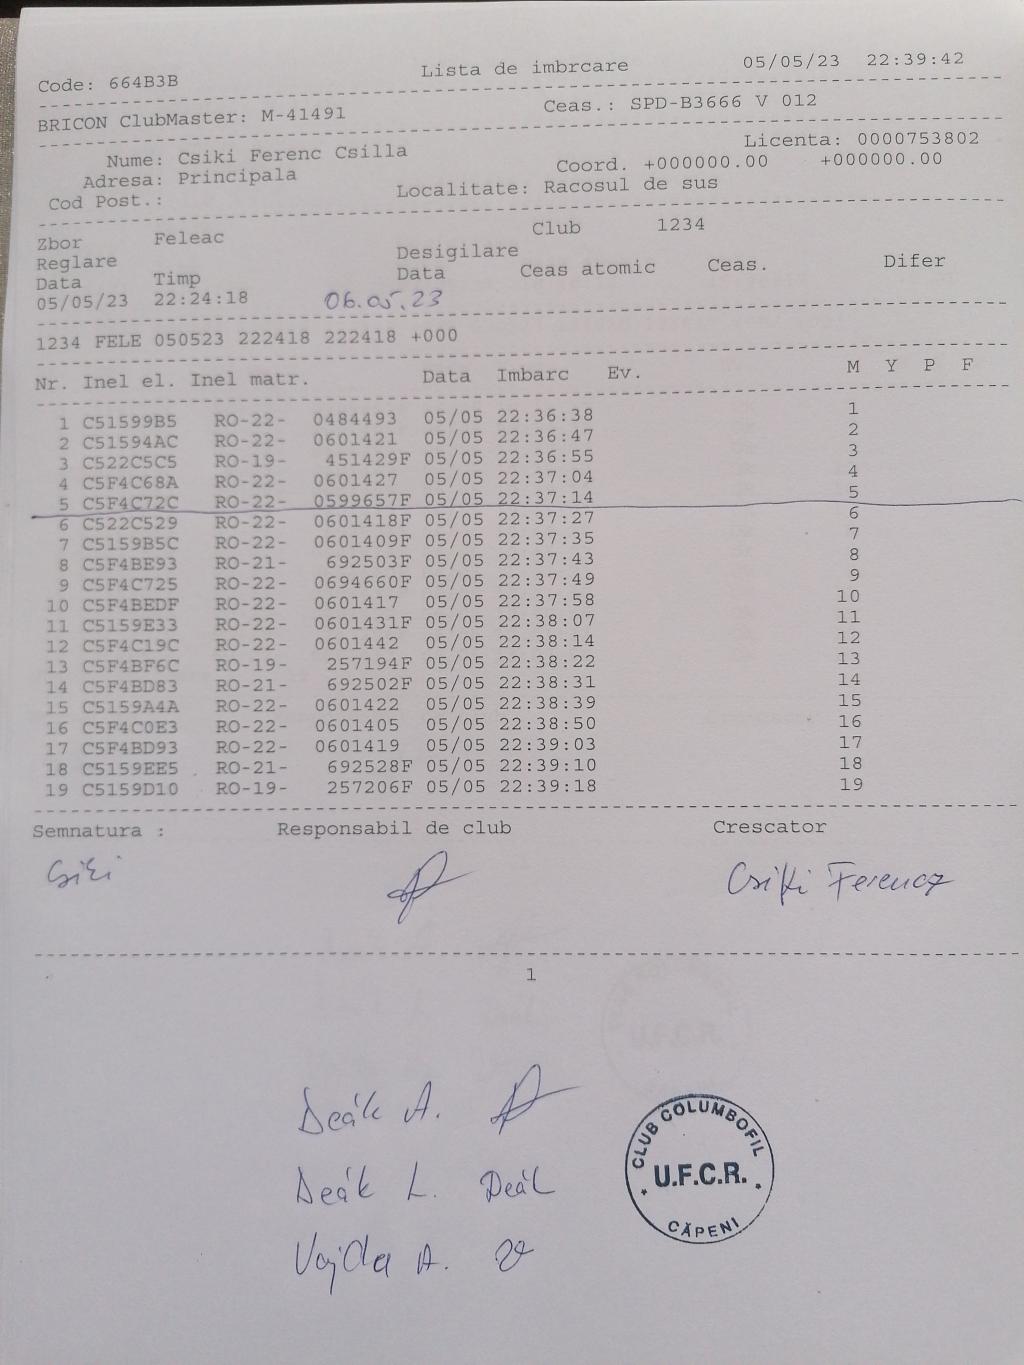 Code: 664B3B Lista de imbrcare 05/05/23 22:39:42
BRICON ClubMaster: M-41491 Ceas.: SPD-B3666 V 012
Licenta: 0000753802
Nume: Csiki Ferenc Csilla Coord. +000000.00 +000000.00
Adresa: Principala
Cod Post.: Localitate: Racosul de sus
Club 1234
Zbor Feleac
Reglare Desigilare
Data Timp Data Ceas atomic Ceas. Difer
05/05/23 22:24:18 06.05.23
1234 FELE 050523 222418 222418 +000
Nr. Inel el. Inel matr. Data Imbarc Ev. M Y P F
1 C51599B5 RO-22- 0484493 05/05 22:36:38 1
2 C51594AC RO-22- 0601421 05/05 22:36:47 2
3 C522C5C5 RO-19- 451429F 05/05 22:36:55 3
4 C5F4C68A RO-22- 0601427 05/05 22:37:04 4
5 C5F4C72C RO-22- 0599657F 05/05 22:37:14 5
6 C522C529 RO-22- 0601418F 05/05 22:37:27 6
7 C5159B5C RO-22- 0601409F 05/05 22:37:35 7
8 C5F4BE93 RO-21- 692503F 05/05 22:37:43 8
9 C5F4C725 RO-22- 0694660F 05/05 22:37:49 9
10 C5F4BEDF RO-22- 0601417 05/05 22:37:58 10
11 C5159E33 RO-22- 0601431F 05/05 22:38:07 11
12 C5F4C19C RO-22- 0601442 05/05 22:38:14 12
13 C5F4BF6C RO-19- 257194F 05/05 22:38:22 13
14 C5F4BD83 RO-21- 692502F 05/05 22:38:31 14
15 C5159A4A RO-22- 0601422 05/05 22:38:39 15
16 C5F4C0E3 RO-22- 0601405 05/05 22:38:50 16
17 C5F4BD93 RO-22- 0601419 05/05 22:39:03 17
18 C5159EE5 RO-21- 692528F 05/05 22:39:10 18
19 C5159D10 RO-19- 257206F 05/05 22:39:18 19
Semnatura : Responsabil de club Crescator
Csiki Ferencz
1
Deák A.
Deák L. Deák
Vajda A.
CLUB COLUMBOFIL
U.F.C.R.
CĂPENI